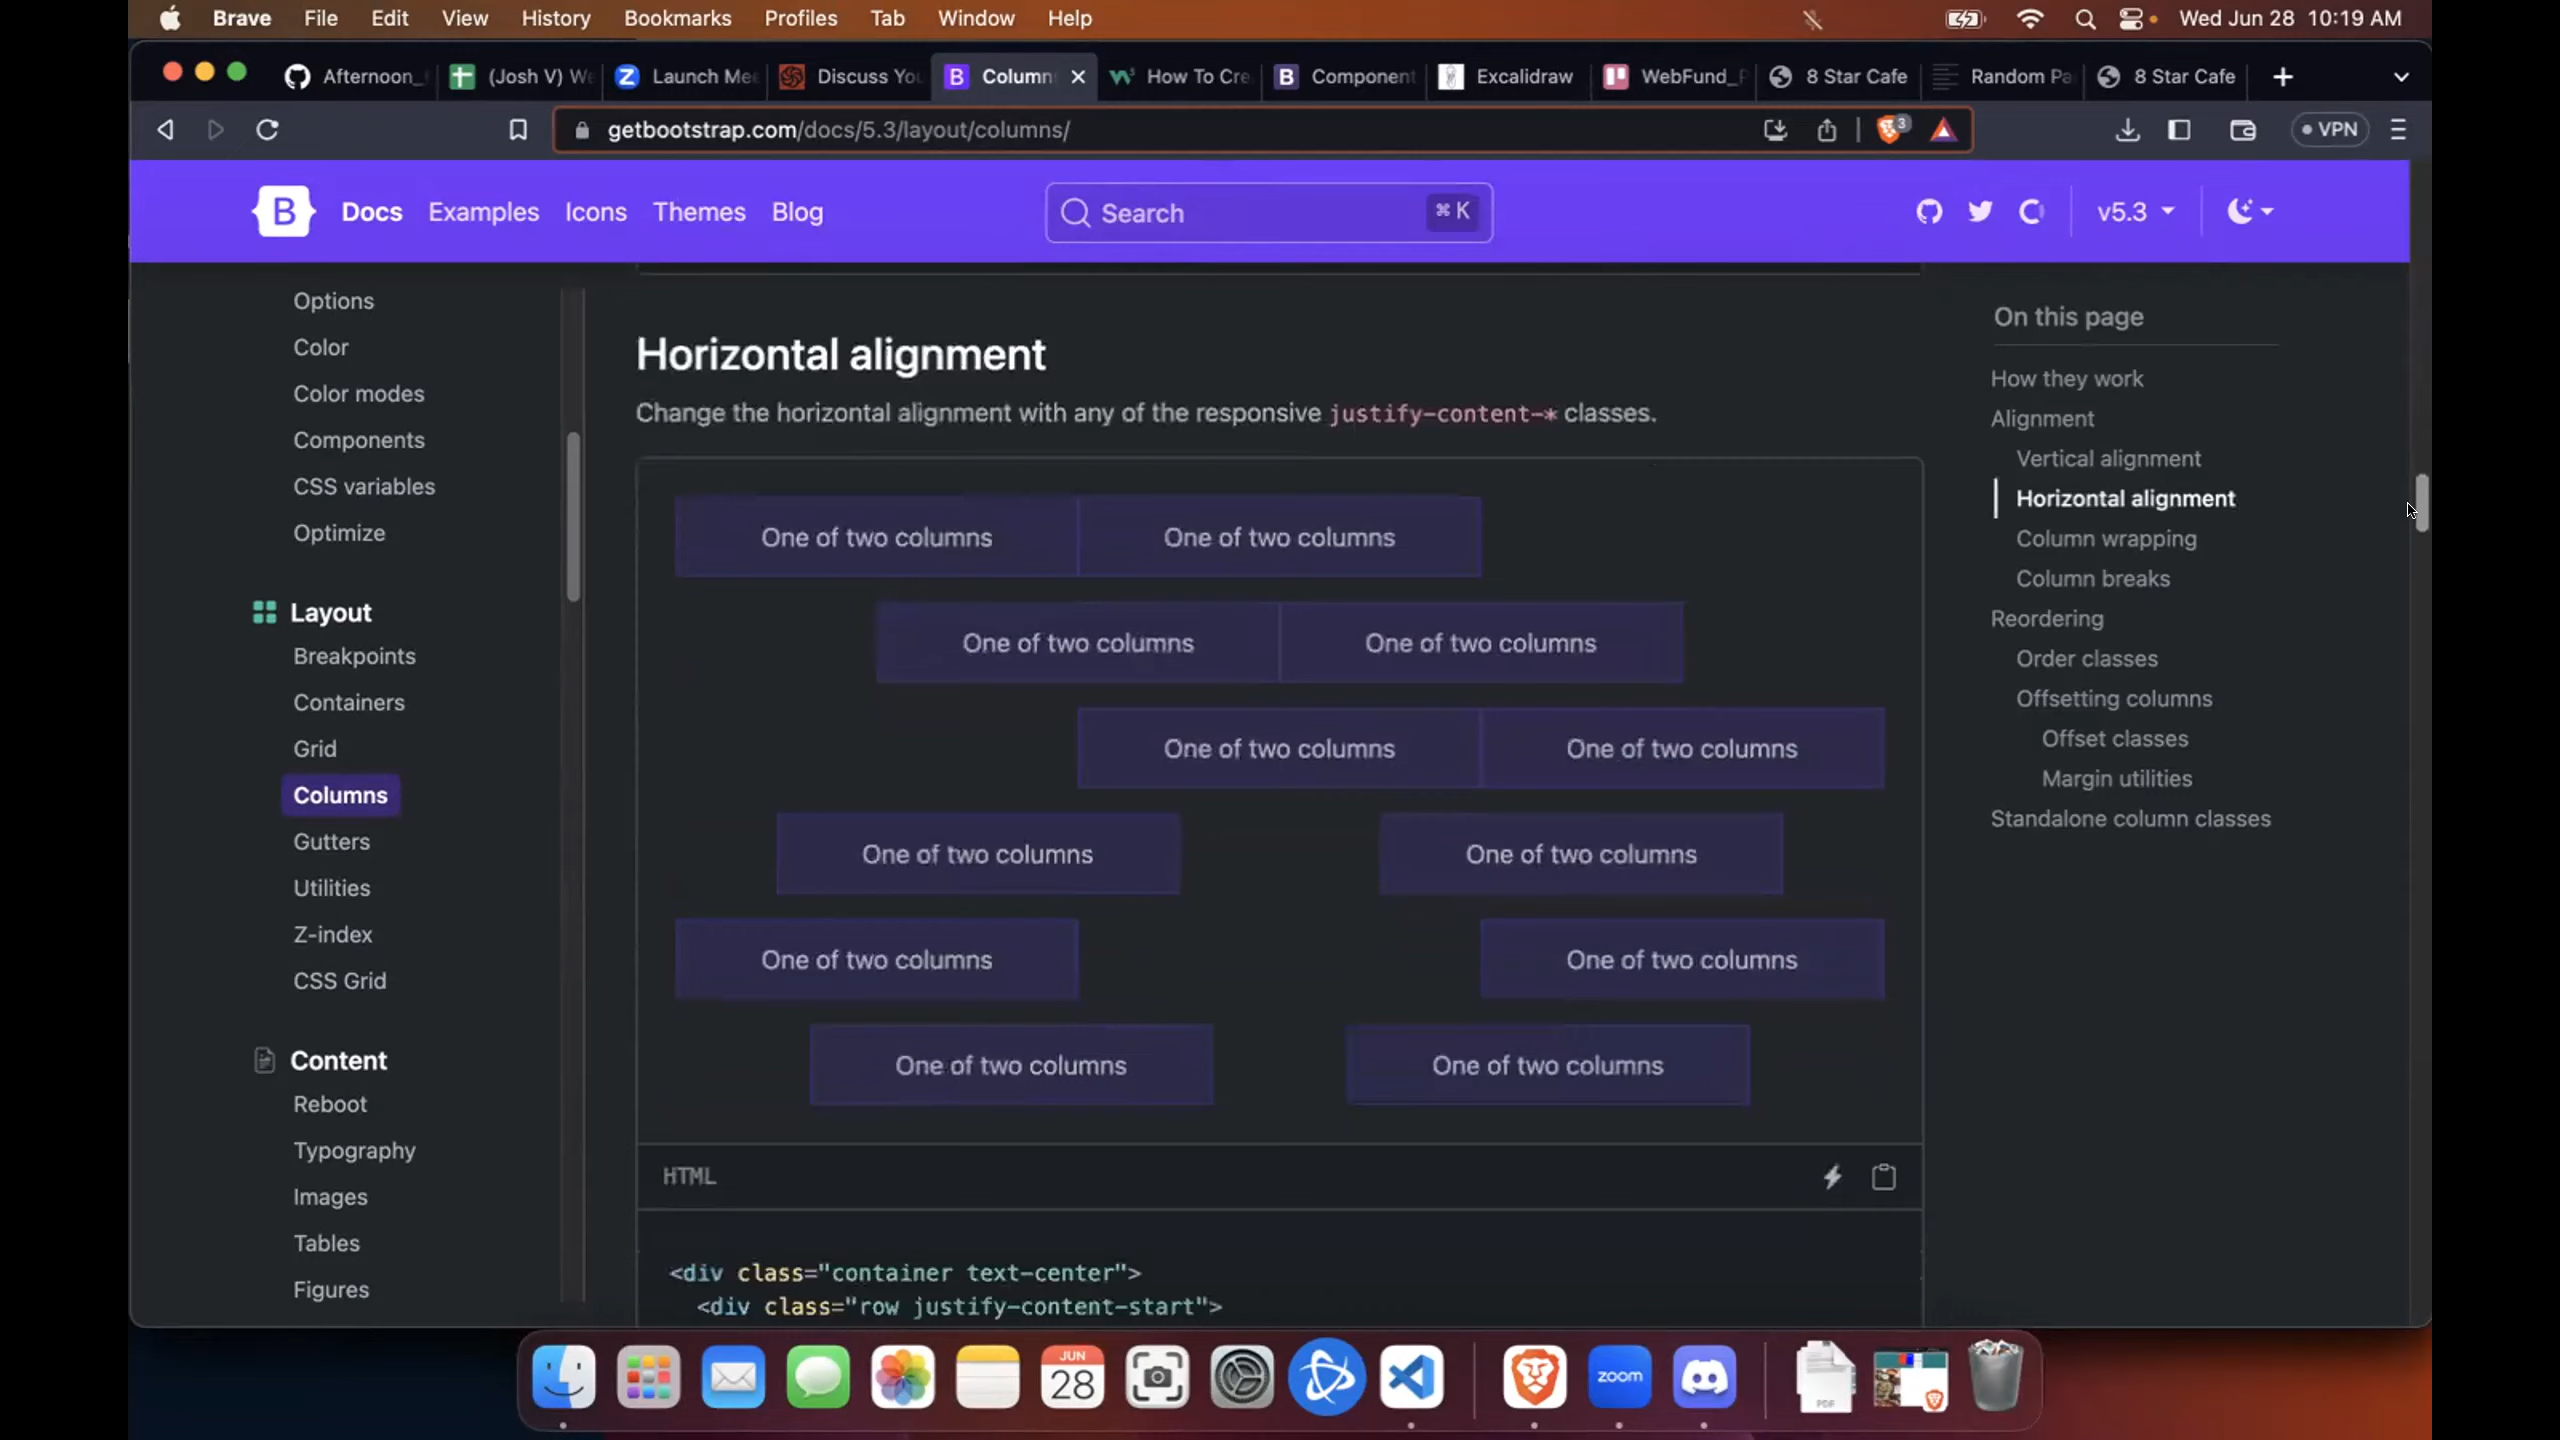 Brave File Edit View History Bookmarks Profiles Tab Window Help Wed Jun 28 10:19 AM
Afternoon_ (Josh V) We Launch Me Discuss You Column How To Cre Component Excalidraw WebFund_P 8 Star Cafe Random Pa 8 Star Cafe
getbootstrap.com/docs/5.3/layout/columns/ 3 VPN
B Docs Examples Icons Themes Blog Search ⌘ K v5.3
Options
Color
Color modes
Components
CSS variables
Optimize
Layout
Breakpoints
Containers
Grid
Columns
Gutters
Utilities
Z-index
CSS Grid
Content
Reboot
Typography
Images
Tables
Figures
Horizontal alignment
Change the horizontal alignment with any of the responsive justify-content-* classes.
One of two columns One of two columns
One of two columns One of two columns
One of two columns One of two columns
One of two columns One of two columns
One of two columns One of two columns
One of two columns One of two columns
HTML
<div class="container text-center">
<div class="row justify-content-start">
On this page
How they work
Alignment
Vertical alignment
Horizontal alignment
Column wrapping
Column breaks
Reordering
Order classes
Offsetting columns
Offset classes
Margin utilities
Standalone column classes
JUN
28
zoom
PDF